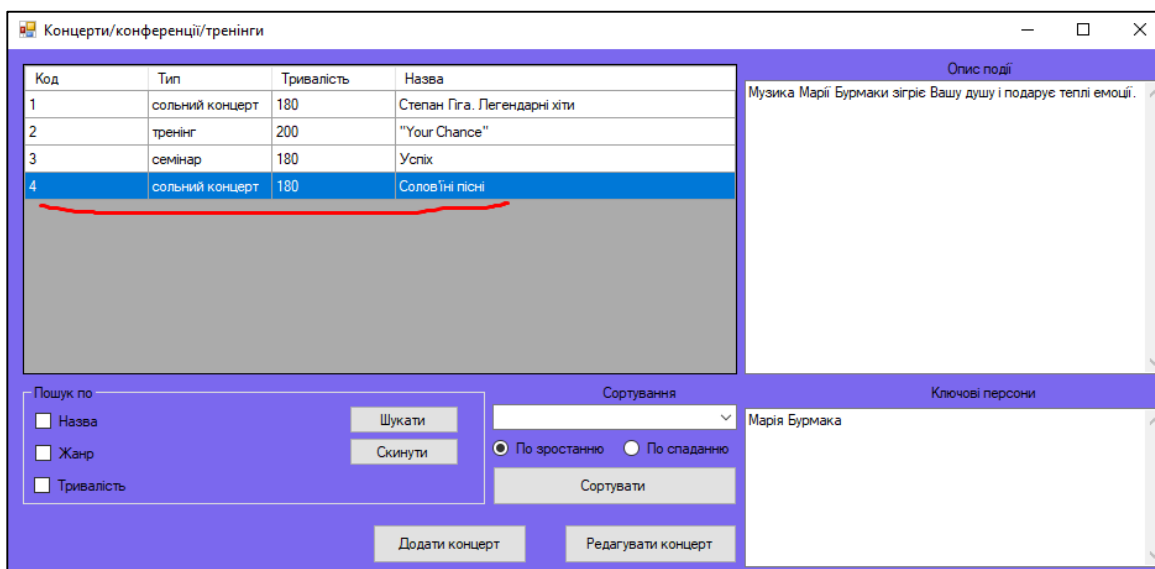 Концерти/конференції/тренінги
Код Тип Тривалість Назва
1 сольний концерт 180 Степан Гіга. Легендарні хіти
2 тренінг 200 "Your Chance"
3 семінар 180 Успіх
4 сольний концерт 180 Солов'їні пісні
Опис події
Музика Марії Бурмаки зігріє Вашу душу і подарує теплі емоції.
Пошук по
Назва
Жанр
Тривалість
Шукати
Скинути
Сортування
По зростанню По спаданню
Сортувати
Ключові персони
Марія Бурмака
Додати концерт Редагувати концерт